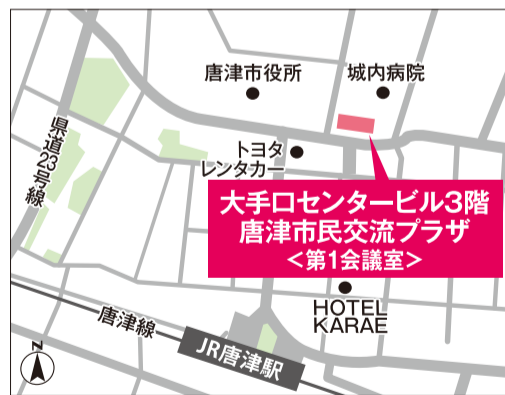 唐津市役所
城内病院
県道23号線
トヨタ
レンタカー
大手口センタービル3階
唐津市民交流プラザ
＜第1会議室＞
HOTEL
KARAE
唐津線
JR唐津駅
N